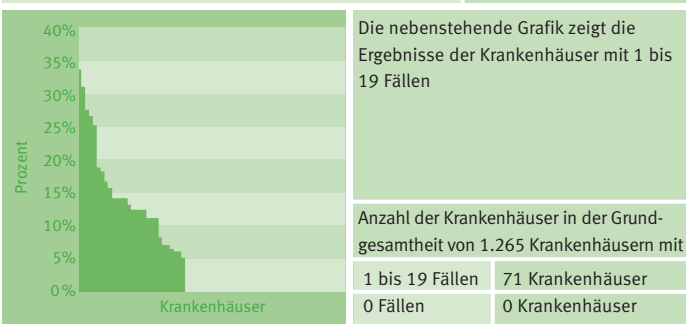 40%
35%
30%
25%
20%
15%
10%
5%
0%
Prozent
Krankenhäuser
Die nebenstehende Grafik zeigt die
Ergebnisse der Krankenhäuser mit 1 bis
19 Fällen
Anzahl der Krankenhäuser in der Grund-
gesamtheit von 1.265 Krankenhäusern mit
1 bis 19 Fällen 71 Krankenhäuser
0 Fällen 0 Krankenhäuser